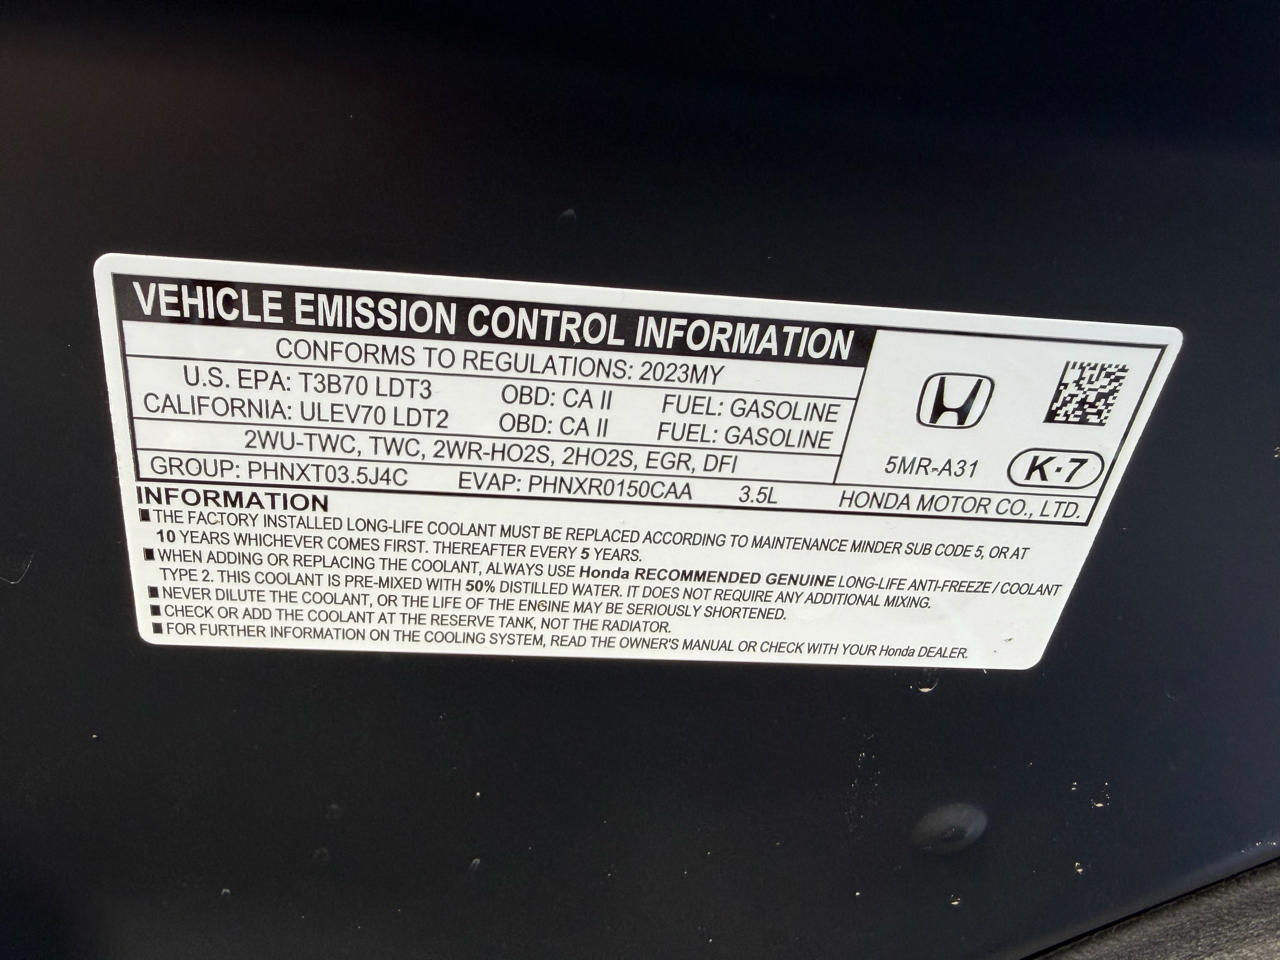 VEHICLE EMISSION CONTROL INFORMATION
CONFORMS TO REGULATIONS: 2023MY
U.S. EPA: T3B70 LDT3 OBD: CA II FUEL: GASOLINE
CALIFORNIA: ULEV70 LDT2 OBD: CA II FUEL: GASOLINE
2WU-TWC, TWC, 2WR-HO2S, 2HO2S, EGR, DFI
5MR-A31 K-7
GROUP: PHNXT03.5J4C EVAP: PHNXR0150CAA 3.5L HONDA MOTOR CO., LTD.
INFORMATION
■ THE FACTORY INSTALLED LONG-LIFE COOLANT MUST BE REPLACED ACCORDING TO MAINTENANCE MINDER SUB CODE 5, OR AT
10 YEARS WHICHEVER COMES FIRST. THEREAFTER EVERY 5 YEARS.
■ WHEN ADDING OR REPLACING THE COOLANT, ALWAYS USE Honda RECOMMENDED GENUINE LONG-LIFE ANTI-FREEZE / COOLANT
TYPE 2. THIS COOLANT IS PRE-MIXED WITH 50% DISTILLED WATER. IT DOES NOT REQUIRE ANY ADDITIONAL MIXING.
■ NEVER DILUTE THE COOLANT, OR THE LIFE OF THE ENGINE MAY BE SERIOUSLY SHORTENED.
■ CHECK OR ADD THE COOLANT AT THE RESERVE TANK, NOT THE RADIATOR.
■ FOR FURTHER INFORMATION ON THE COOLING SYSTEM, READ THE OWNER'S MANUAL OR CHECK WITH YOUR Honda DEALER.